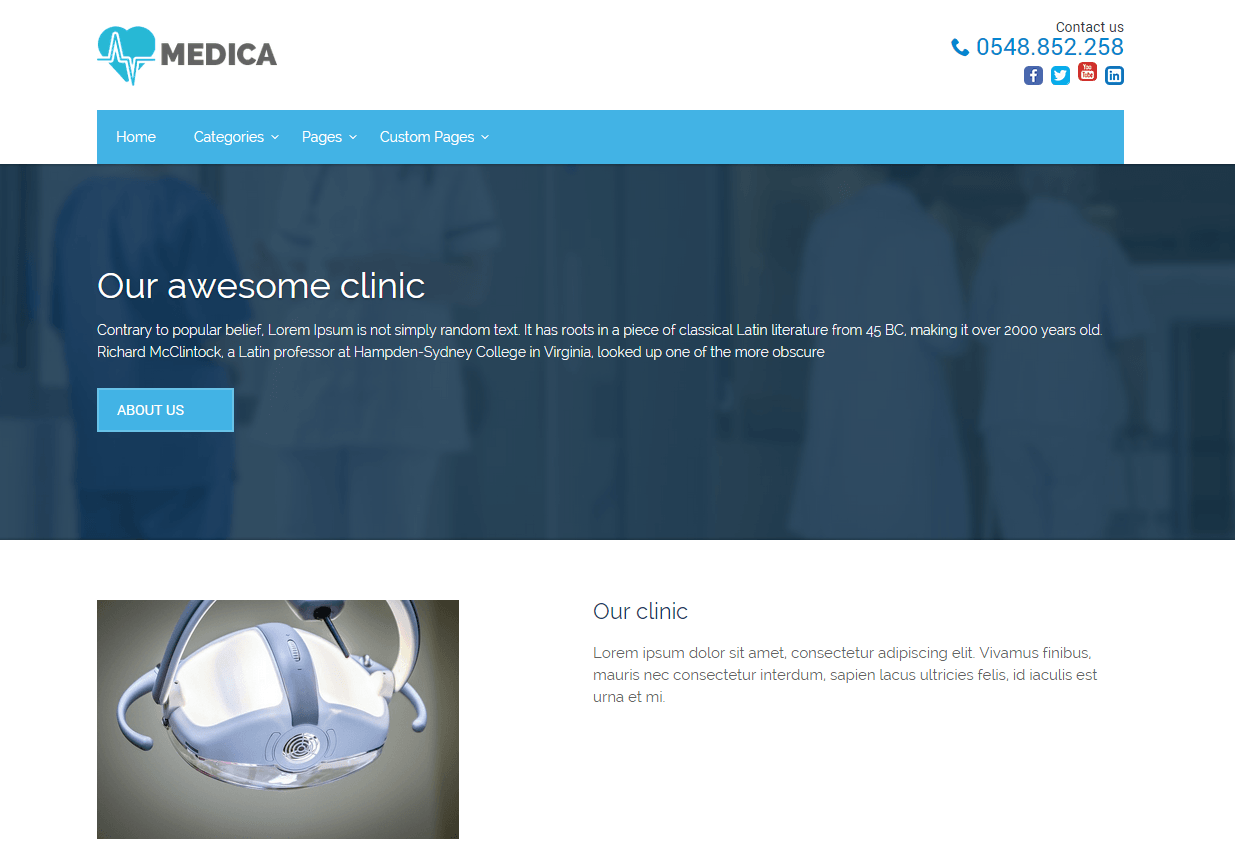 MEDICA
Contact us
0548.852.258
You
Tube
Home
Categories
Pages
Custom Pages
Our awesome clinic
Contrary to popular belief, Lorem Ipsum is not simply random text. It has roots in a piece of classical Latin literature from 45 BC, making it over 2000 years old.
Richard McClintock, a Latin professor at Hampden-Sydney College in Virginia, looked up one of the more obscure
ABOUT US
Our clinic
Lorem ipsum dolor sit amet, consectetur adipiscing elit. Vivamus finibus,
mauris nec consectetur interdum, sapien lacus ultricies felis, id iaculis est
urna et mi.